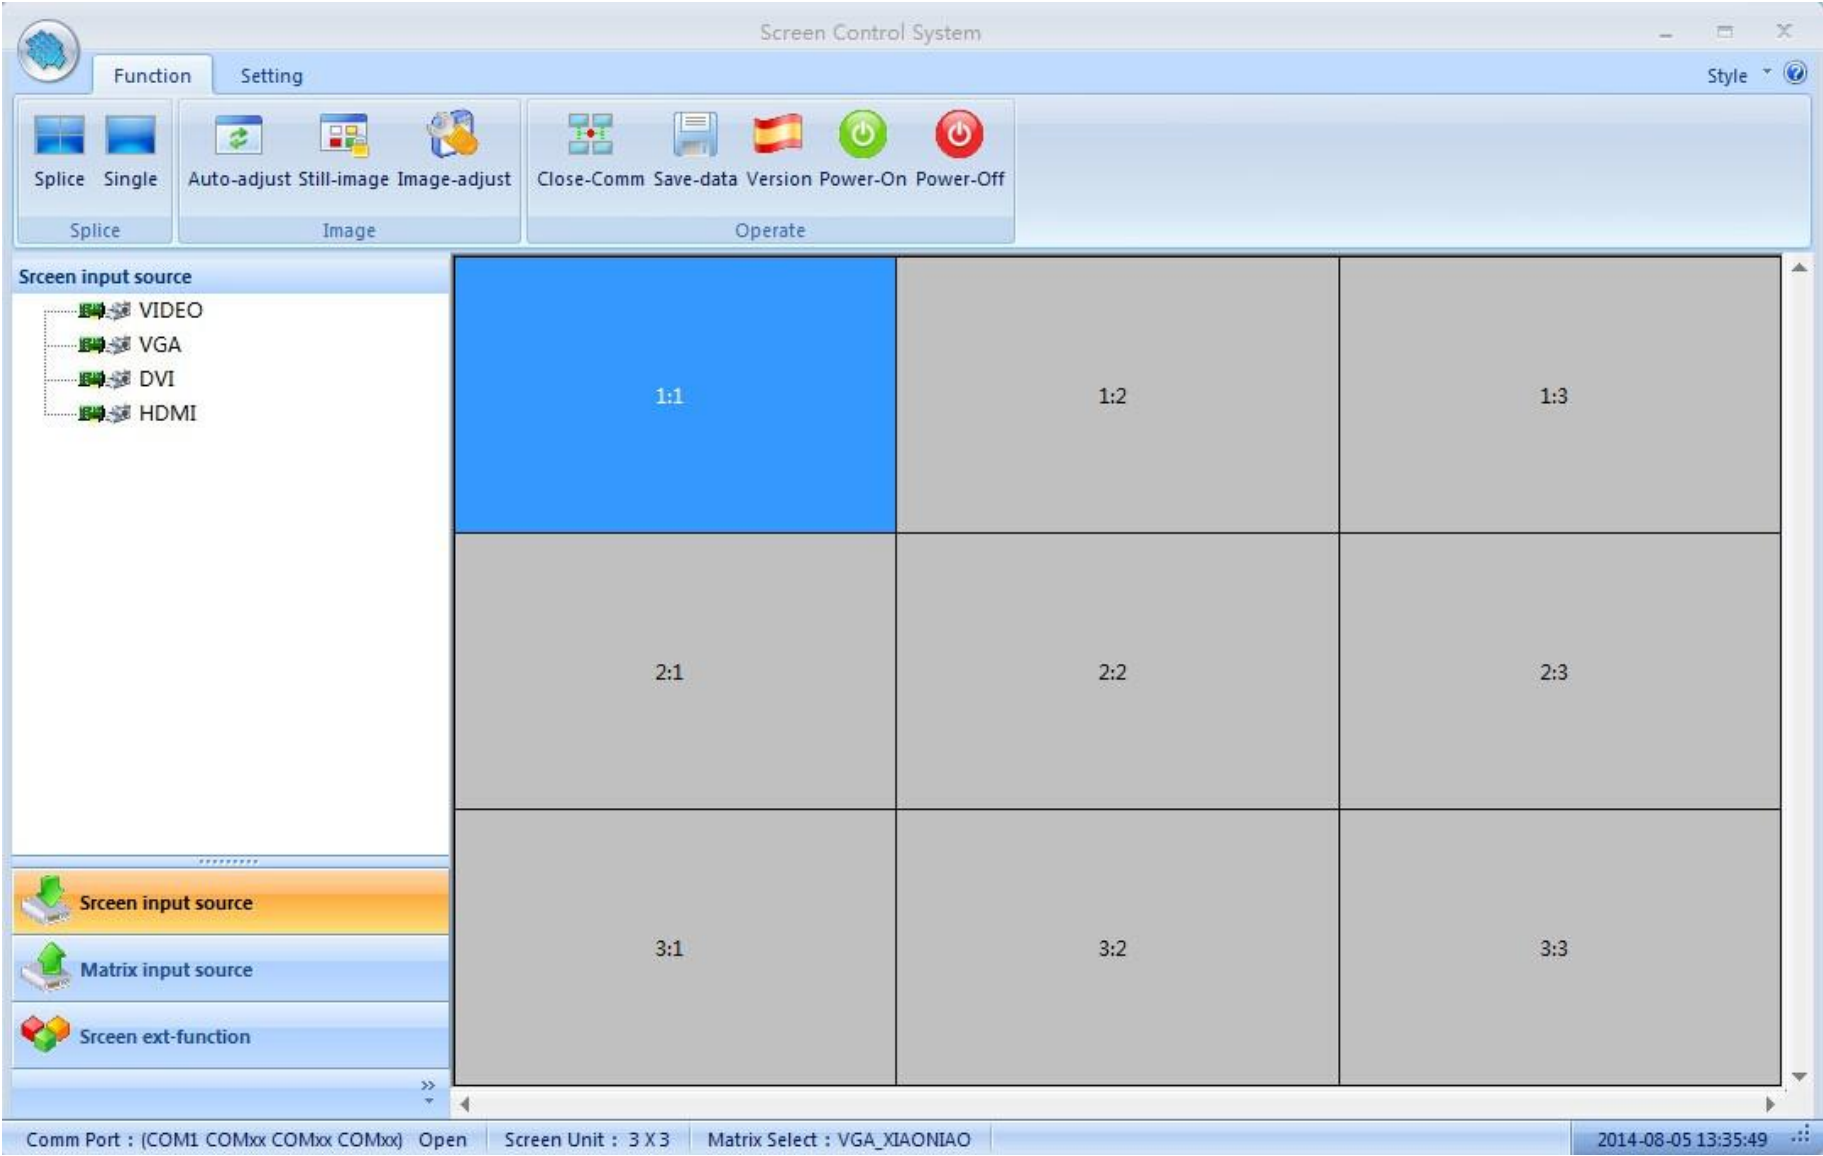 Screen Control System
Function Setting Style
Splice Single Auto-adjust Still-image Image-adjust Close-Comm Save-data Version Power-On Power-Off
Splice Image Operate
Srceen input source
VIDEO
VGA
DVI
HDMI
1:1 1:2 1:3
2:1 2:2 2:3
3:1 3:2 3:3
Srceen input source
Matrix input source
Srceen ext-function
Comm Port : (COM1 COMxx COMxx COMxx) Open Screen Unit : 3 X 3 Matrix Select : VGA_XIAONIAO 2014-08-05 13:35:49